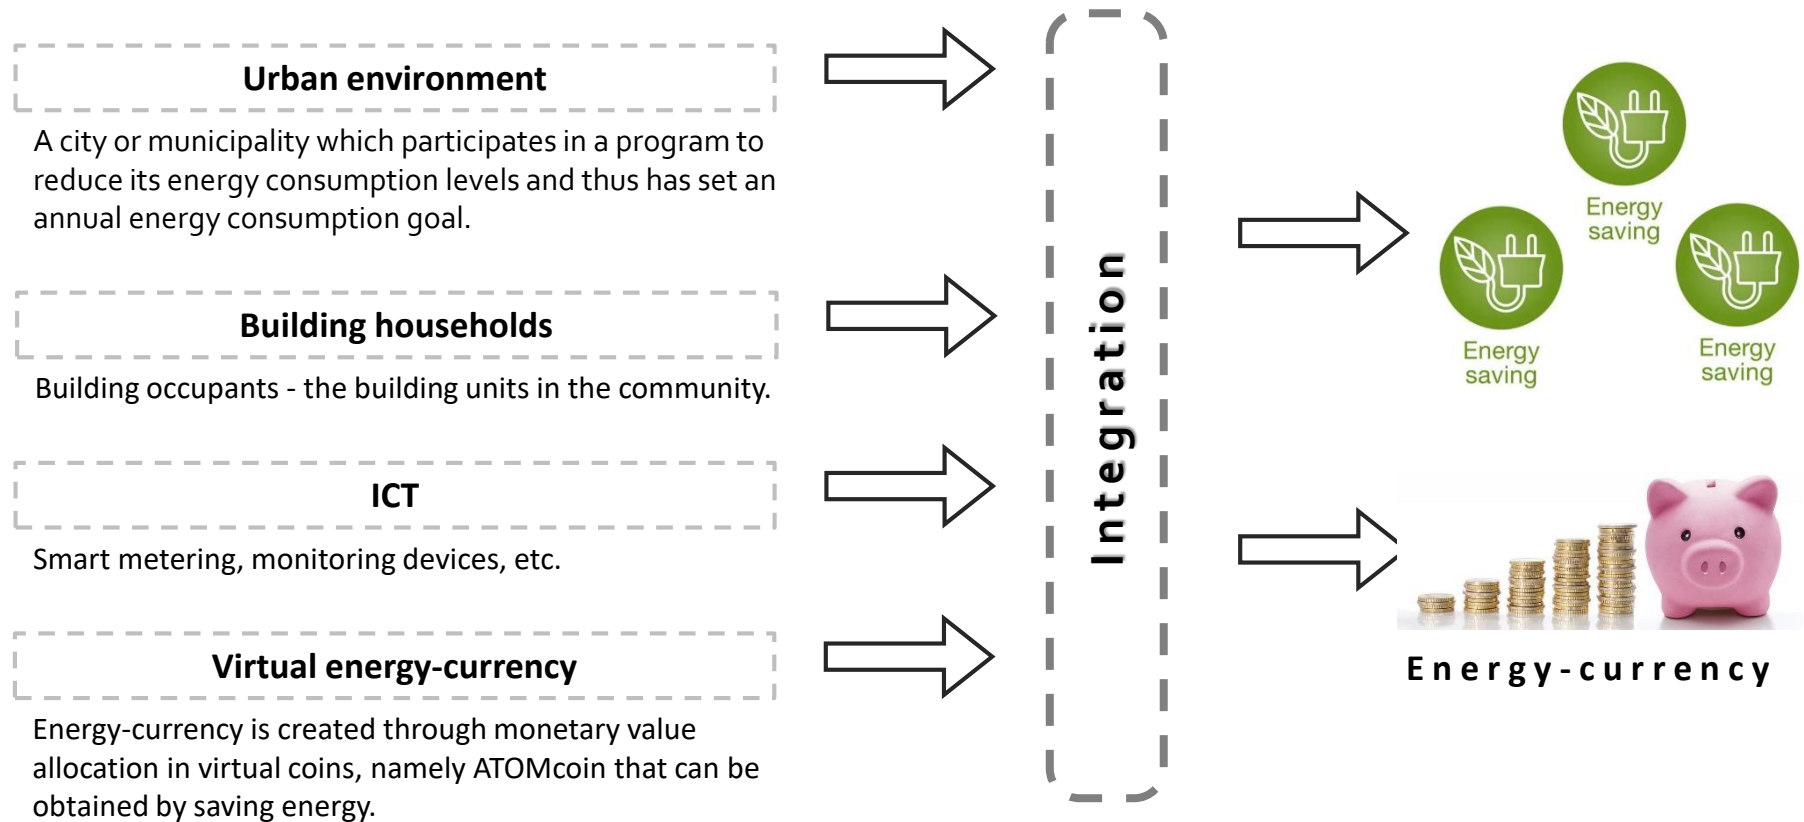 Urban environment
A city or municipality which participates in a program to
reduce its energy consumption levels and thus has set an
annual energy consumption goal.
Building households
Building occupants - the building units in the community.
ICT
Smart metering, monitoring devices, etc.
Virtual energy-currency
Energy-currency is created through monetary value
allocation in virtual coins, namely ATOMcoin that can be
obtained by saving energy.
Integration
Energy
saving
Energy
saving
Energy
saving
Energy-currency